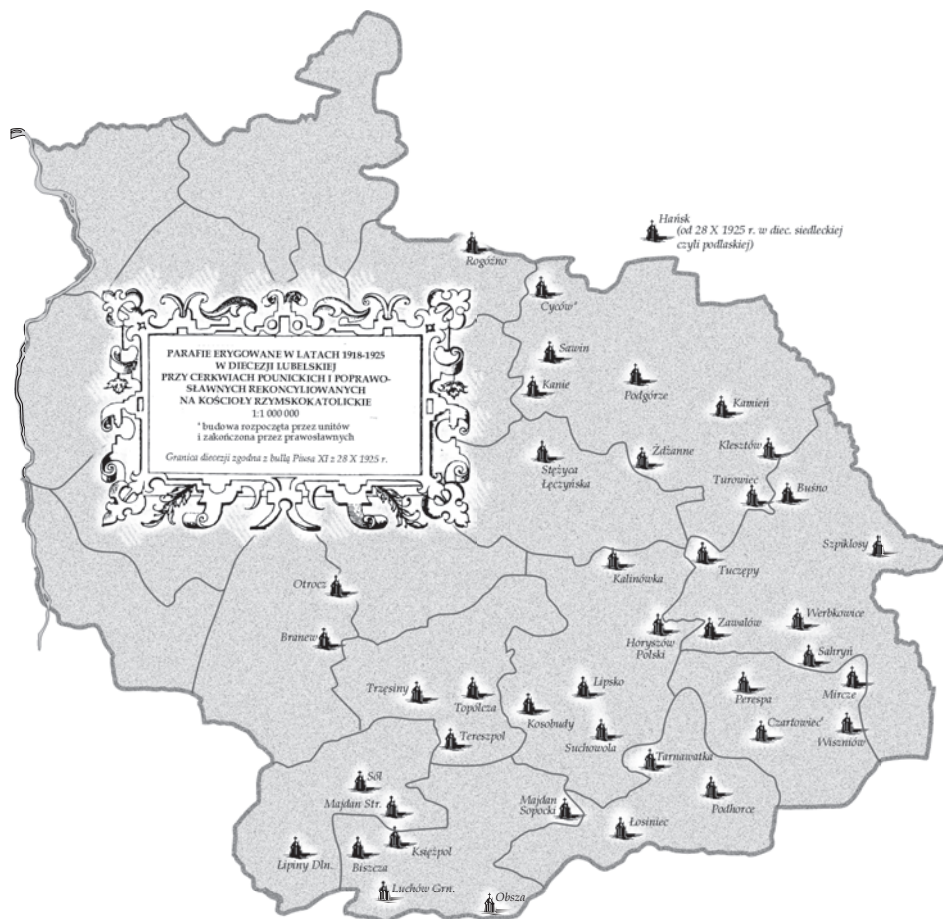 Hańsk
(od 28 X 1925 r. w diec. siedleckiej
czyli podlaskiej)
Rogóźno
Cyców*
PARAFIE ERYGOWANE W LATACH 1918-1925
W DIECEZJI LUBELSKIEJ
PRZY CERKWIACH POUNICKICH I POPRAWO-
SŁAWNYCH REKONCYLIOWANYCH
NA KOŚCIOŁY RZYMSKOKATOLICKIE
1:1 000 000
* budowa rozpoczęta przez unitów
i zakończona przez prawosławnych
Granica diecezji zgodna z bullą Piusa XI z 28 X 1925 r.
Sawin
Kanie
Podgórze
Kamień
Stężyca
Łęczyńska
Żdżanne
Klesztów
Turowiec
Buśno
Szpikłosy
Kalinówka
Tuczępy
Otrocz
Branew
Horyszów
Polski
Zawalów
Werbkowice
Sahryń
Trzęsiny
Topólcza
Lipsko
Kosobudy
Perespa
Mircze
Tereszpol
Suchowola
Czartowiec*
Wiszniów
Tarnawatka
Sól
Majdan Str.
Majdan
Sopocki
Podhorce
Łosiniec
Lipiny Dln.
Biszcza
Księżpol
Luchów Grn.
Obsza